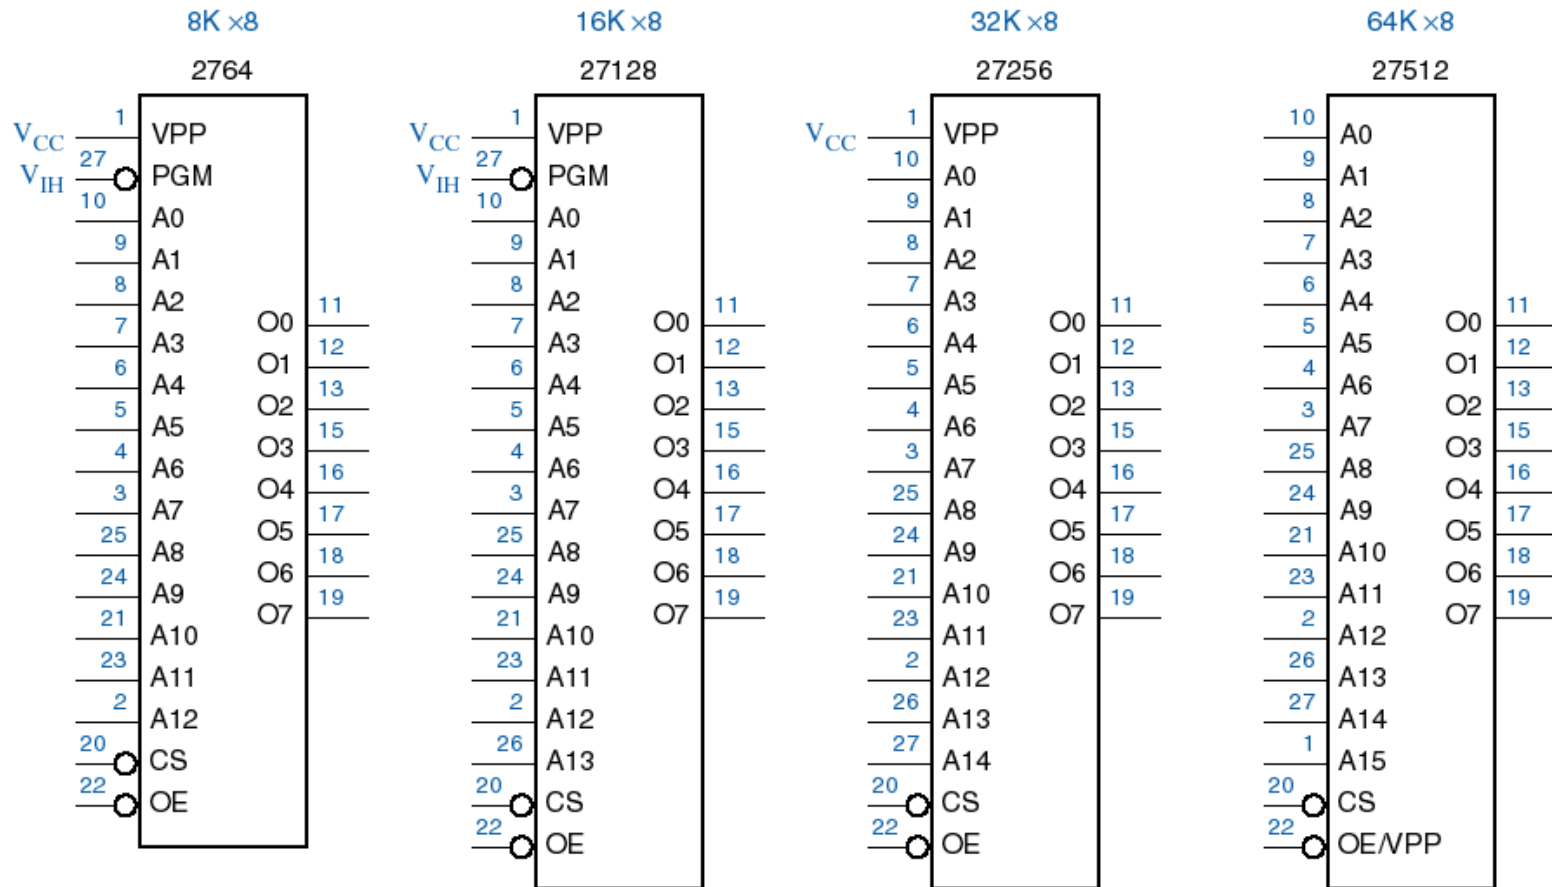 8K ×8
2764
1
V_CC
VPP
27
V_IH
PGM
10
A0
9
A1
8
A2
7
A3
6
A4
5
A5
4
A6
3
A7
25
A8
24
A9
21
A10
23
A11
2
A12
20
CS
22
OE
O0
11
O1
12
O2
13
O3
15
O4
16
O5
17
O6
18
O7
19
16K ×8
27128
1
V_CC
VPP
27
V_IH
PGM
10
A0
9
A1
8
A2
7
A3
6
A4
5
A5
4
A6
3
A7
25
A8
24
A9
21
A10
23
A11
2
A12
26
A13
20
CS
22
OE
O0
11
O1
12
O2
13
O3
15
O4
16
O5
17
O6
18
O7
19
32K ×8
27256
1
V_CC
VPP
10
A0
9
A1
8
A2
7
A3
6
A4
5
A5
4
A6
3
A7
25
A8
24
A9
21
A10
23
A11
2
A12
26
A13
27
A14
20
CS
22
OE
O0
11
O1
12
O2
13
O3
15
O4
16
O5
17
O6
18
O7
19
64K ×8
27512
10
A0
9
A1
8
A2
7
A3
6
A4
5
A5
4
A6
3
A7
25
A8
24
A9
21
A10
23
A11
2
A12
26
A13
27
A14
1
A15
20
CS
22
OE/VPP
O0
11
O1
12
O2
13
O3
15
O4
16
O5
17
O6
18
O7
19